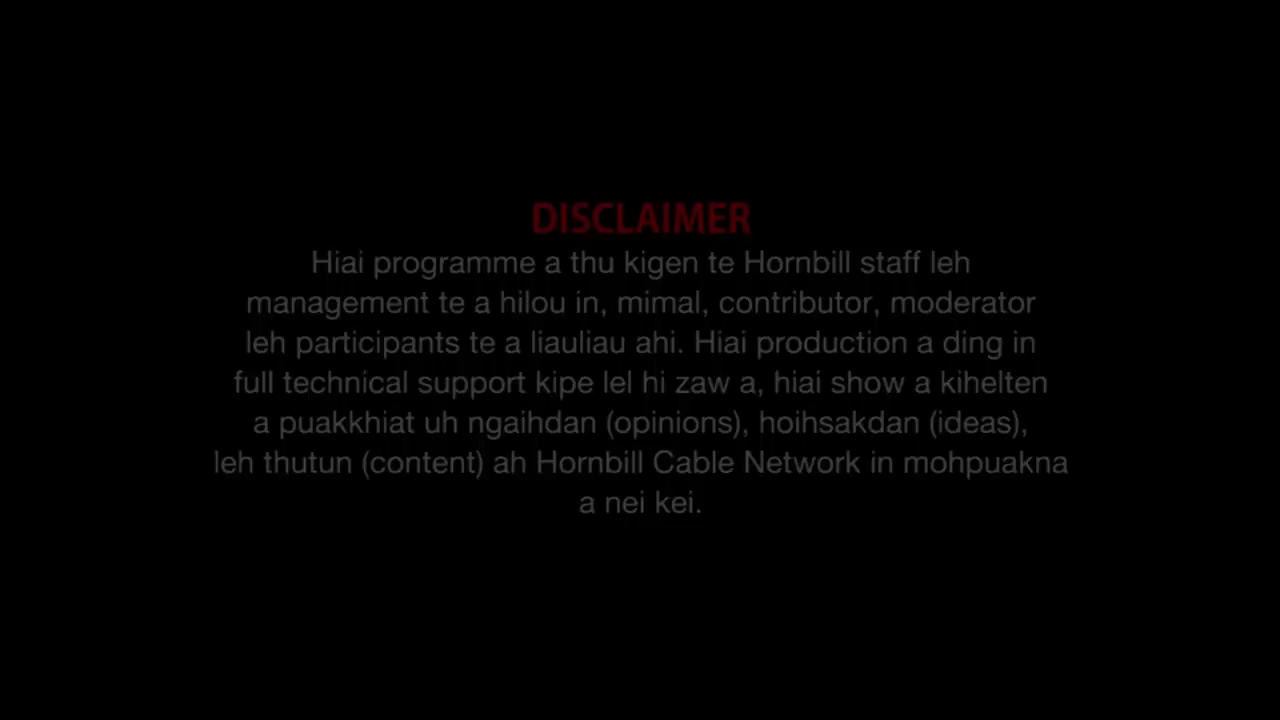 DISCLAIMER
Hiai programme a thu kigen te Hornbill staff leh
management te a hilou in, mimal, contributor, moderator
leh participants te a liauliau ahi. Hiai production a ding in
full technical support kipe lel hi zaw a, hiai show a kihelten
a puakkhiat uh ngaihdan (opinions), hoihsakdan (ideas),
leh thutun (content) ah Hornbill Cable Network in mohpuakna
a nei kei.